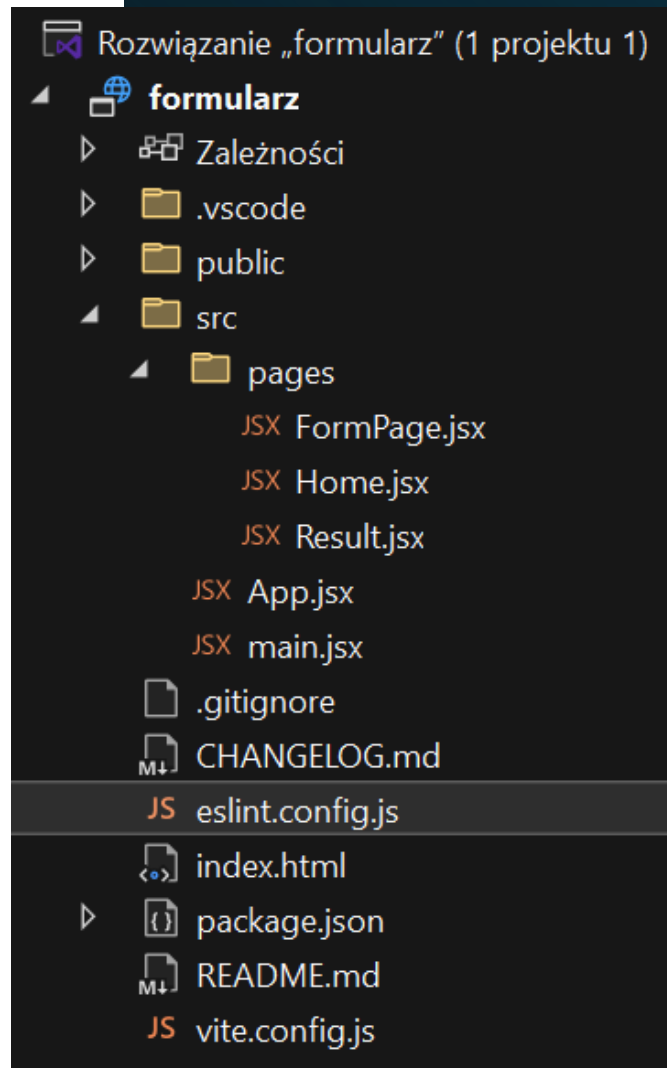 Rozwiązanie „formularz” (1 projektu 1)
formularz
Zależności
.vscode
public
src
pages
JSX FormPage.jsx
JSX Home.jsx
JSX Result.jsx
JSX App.jsx
JSX main.jsx
.gitignore
M↓ CHANGELOG.md
JS eslint.config.js
index.html
package.json
M↓ README.md
JS vite.config.js